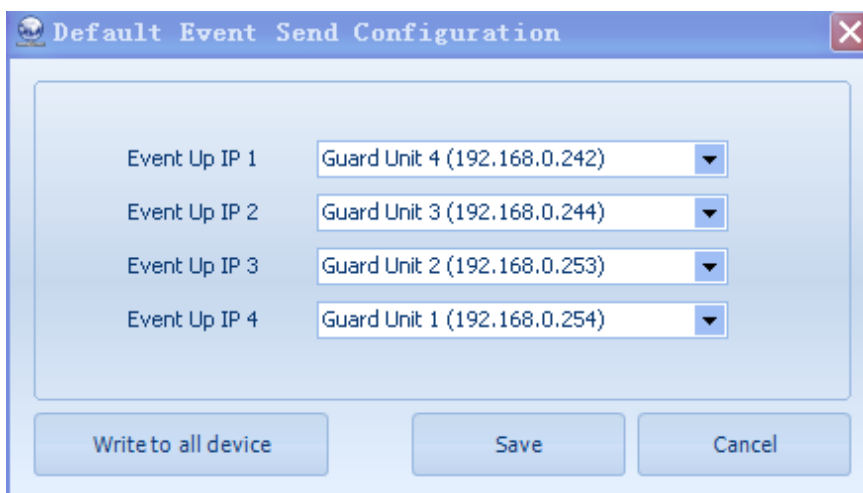 Default Event Send Configuration
Event Up IP 1 Guard Unit 4 (192.168.0.242)
Event Up IP 2 Guard Unit 3 (192.168.0.244)
Event Up IP 3 Guard Unit 2 (192.168.0.253)
Event Up IP 4 Guard Unit 1 (192.168.0.254)
Write to all device Save Cancel